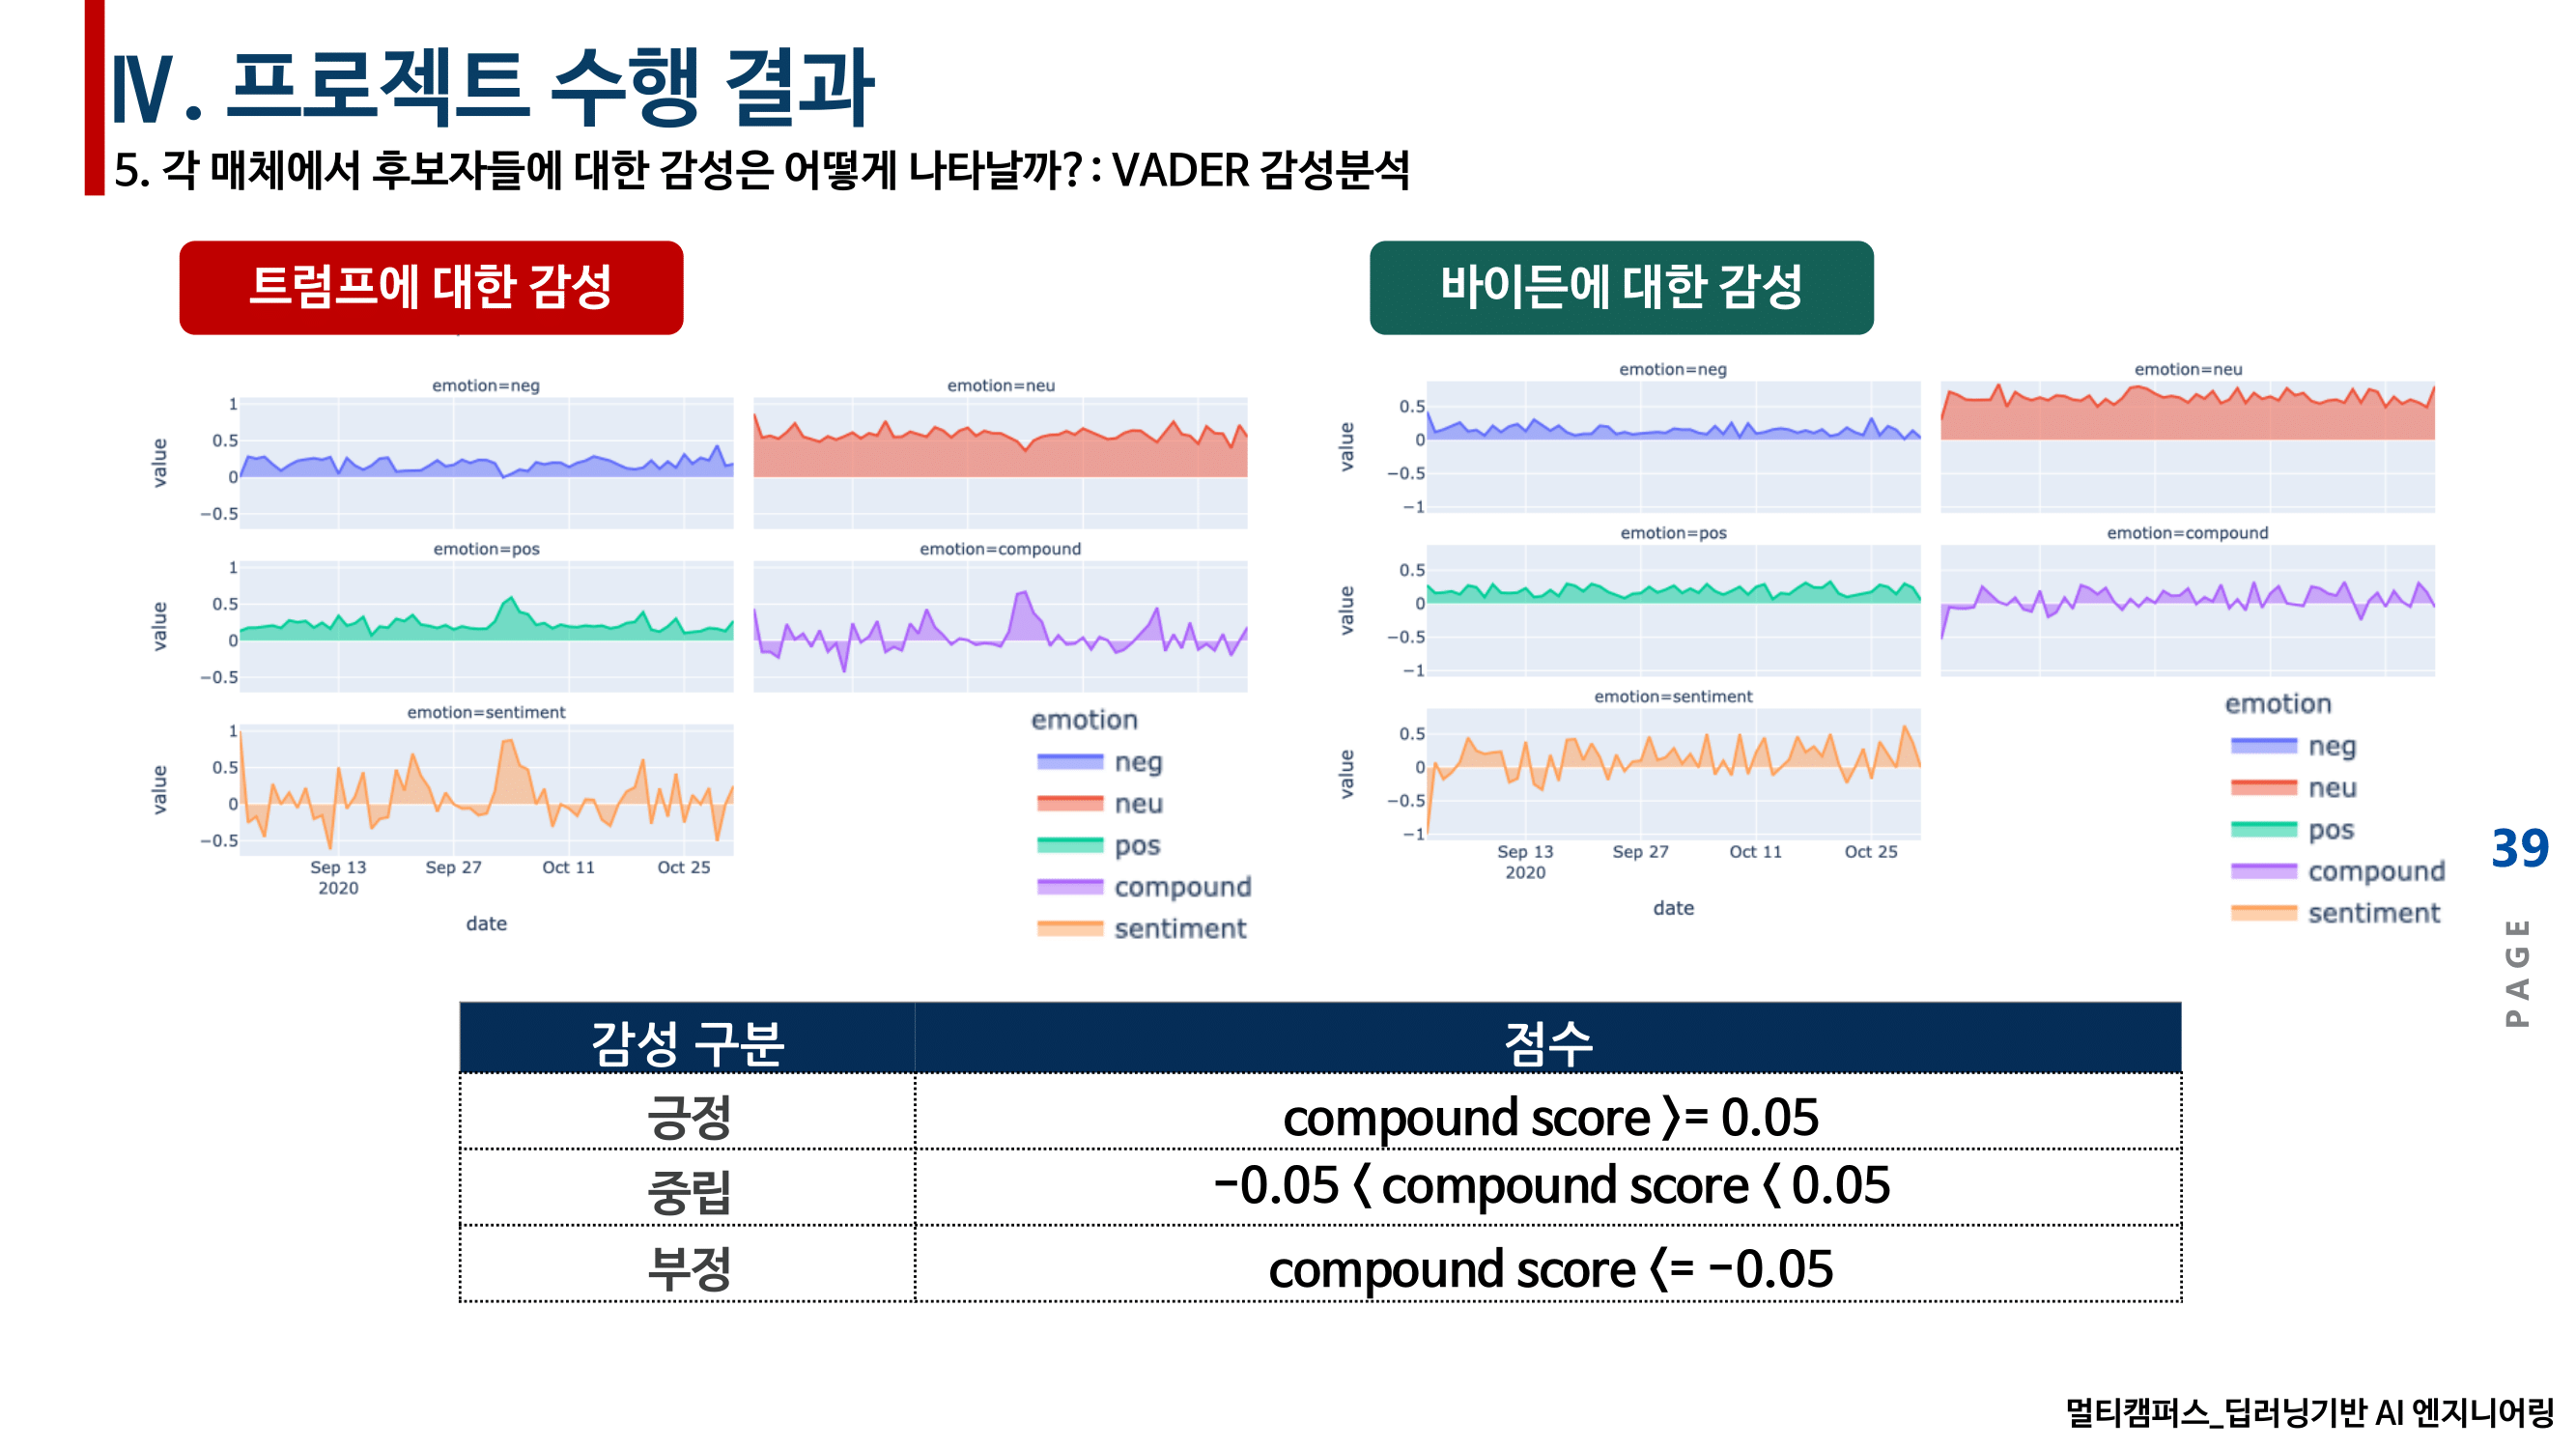 Ⅳ. 프로젝트 수행 결과
5. 각 매체에서 후보자들에 대한 감성은 어떻게 나타날까? : VADER 감성분석
트럼프에 대한 감성
emotion=neg
emotion=neu
value
1
0.5
0
−0.5
emotion=pos
emotion=compound
value
1
0.5
0
−0.5
emotion=sentiment
value
1
0.5
0
−0.5
Sep 13
2020
Sep 27
Oct 11
Oct 25
date
emotion
neg
neu
pos
compound
sentiment
바이든에 대한 감성
emotion=neg
emotion=neu
value
0.5
0
−0.5
−1
emotion=pos
emotion=compound
value
0.5
0
−0.5
−1
emotion=sentiment
value
0.5
0
−0.5
−1
Sep 13
2020
Sep 27
Oct 11
Oct 25
date
emotion
neg
neu
pos
compound
sentiment
39
PAGE
감성 구분 점수
긍정 compound score >= 0.05
중립 -0.05 < compound score < 0.05
부정 compound score <= -0.05
멀티캠퍼스_딥러닝기반 AI 엔지니어링